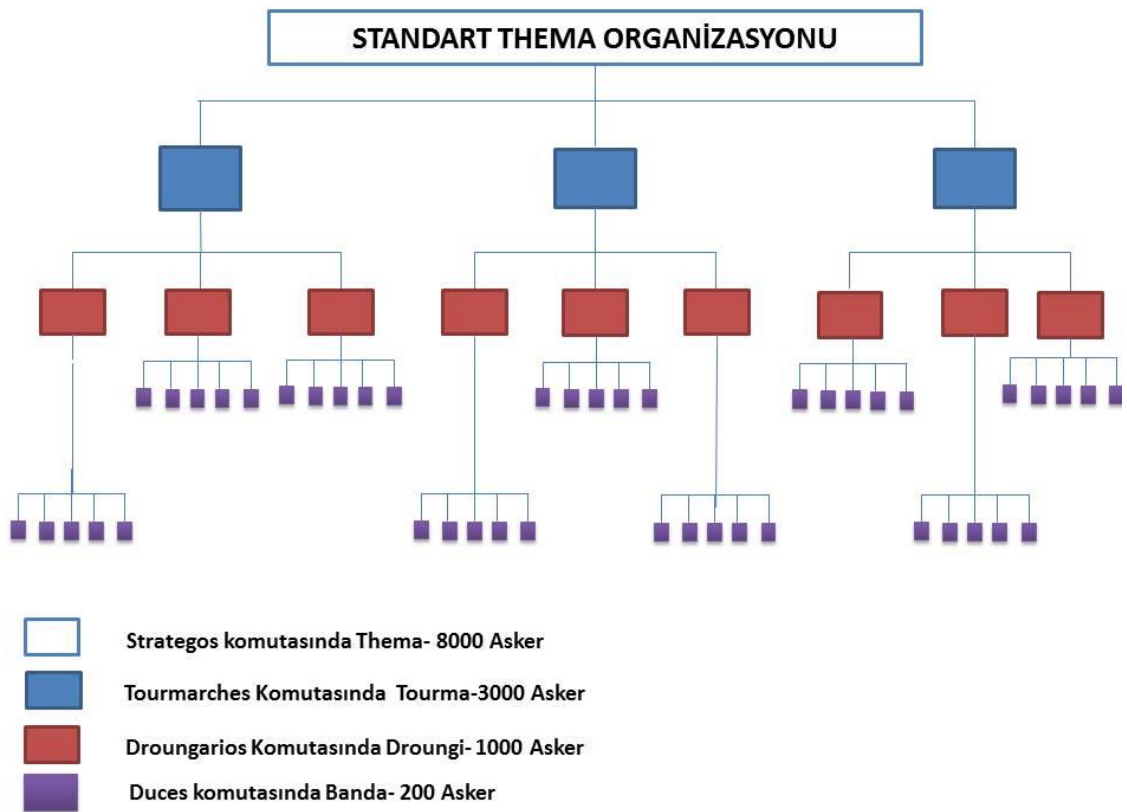 STANDART THEMA ORGANİZASYONU
Strategos komutasında Thema- 8000 Asker
Tourmarches Komutasında Tourma-3000 Asker
Droungarios Komutasında Droungi- 1000 Asker
Duces komutasında Banda- 200 Asker